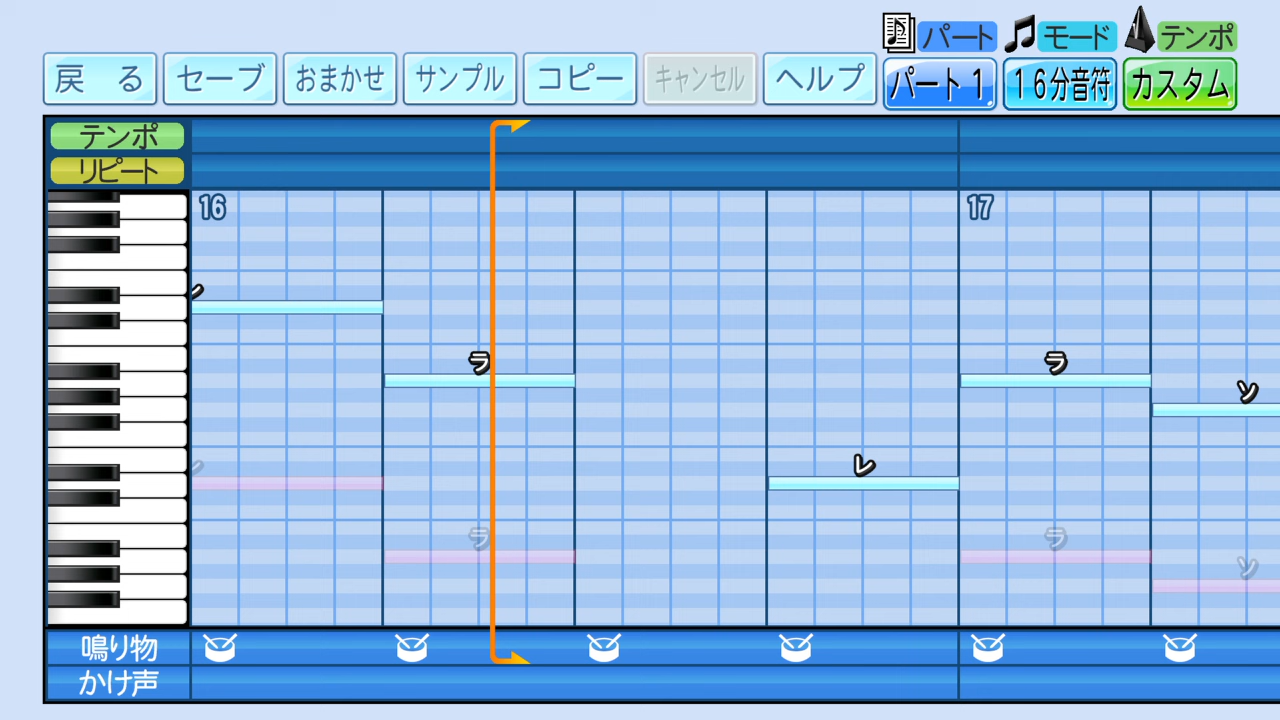 パート モード テンポ
戻る セーブ おまかせ サンプル コピー キャンセル ヘルプ パート1 16分音符 カスタム
テンポ
リピート
16 17
ラ ラ
ソ
レ
ラ ラ
ソ
鳴り物
かけ声